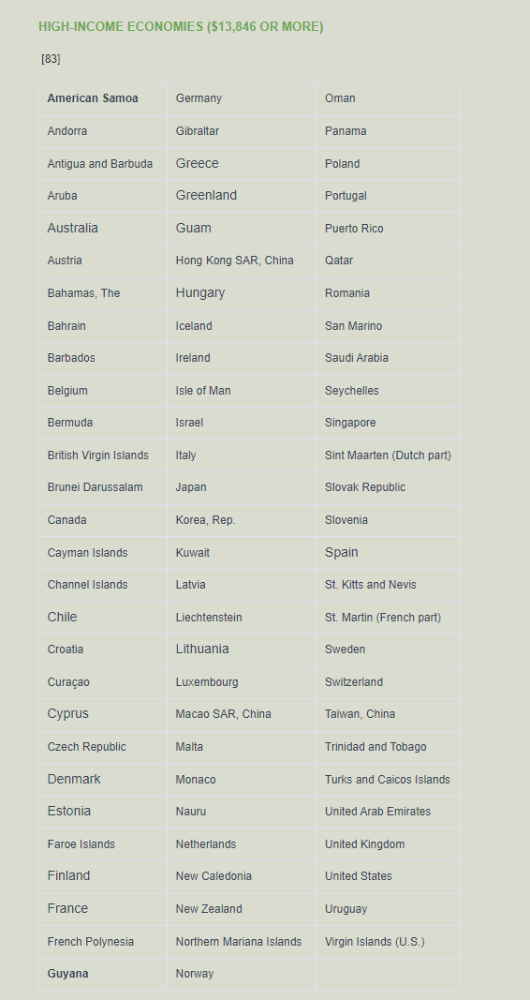 HIGH-INCOME ECONOMIES ($13,846 OR MORE)
[83]
American Samoa Germany Oman
Andorra Gibraltar Panama
Antigua and Barbuda Greece Poland
Aruba Greenland Portugal
Australia Guam Puerto Rico
Austria Hong Kong SAR, China Qatar
Bahamas, The Hungary Romania
Bahrain Iceland San Marino
Barbados Ireland Saudi Arabia
Belgium Isle of Man Seychelles
Bermuda Israel Singapore
British Virgin Islands Italy Sint Maarten (Dutch part)
Brunei Darussalam Japan Slovak Republic
Canada Korea, Rep. Slovenia
Cayman Islands Kuwait Spain
Channel Islands Latvia St. Kitts and Nevis
Chile Liechtenstein St. Martin (French part)
Croatia Lithuania Sweden
Curaçao Luxembourg Switzerland
Cyprus Macao SAR, China Taiwan, China
Czech Republic Malta Trinidad and Tobago
Denmark Monaco Turks and Caicos Islands
Estonia Nauru United Arab Emirates
Faroe Islands Netherlands United Kingdom
Finland New Caledonia United States
France New Zealand Uruguay
French Polynesia Northern Mariana Islands Virgin Islands (U.S.)
Guyana Norway